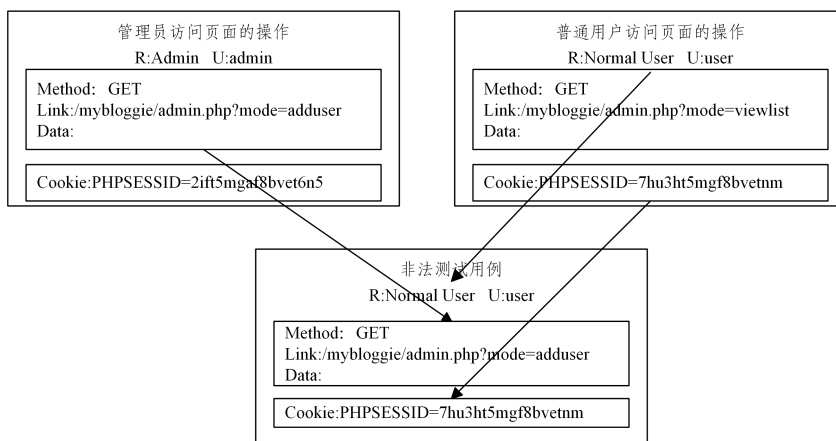 管理员访问页面的操作
R:Admin U:admin
Method: GET
Link:/mybloggie/admin.php?mode=adduser
Data:
Cookie:PHPSESSID=2ift5mgaf8bvet6n5
普通用户访问页面的操作
R:Normal User U:user
Method: GET
Link:/mybloggie/admin.php?mode=viewlist
Data:
Cookie:PHPSESSID=7hu3ht5mgf8bvetnm
非法测试用例
R:Normal User U:user
Method: GET
Link:/mybloggie/admin.php?mode=adduser
Data:
Cookie:PHPSESSID=7hu3ht5mgf8bvetnm